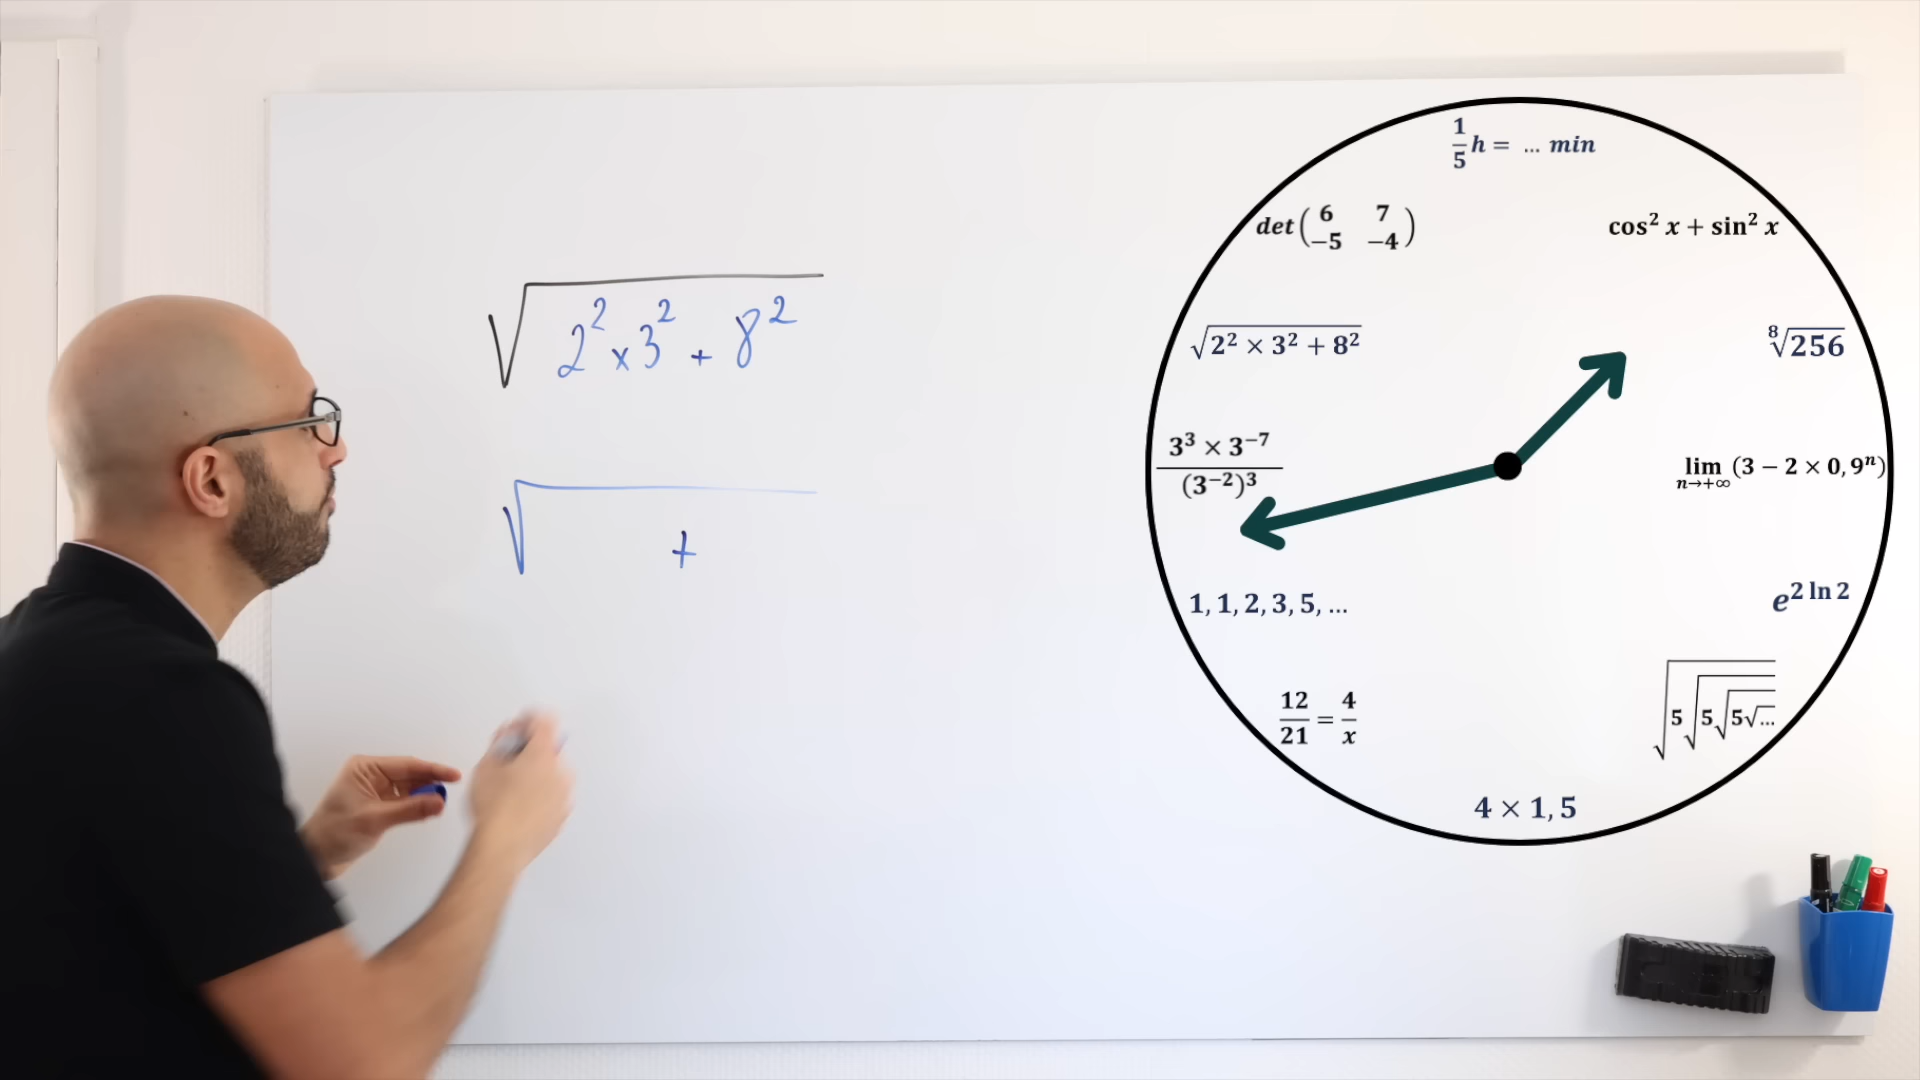 √(2² × 3² + 8²)
√( + )
1/5 h = ... min
det(6 7 −5 −4)
cos² x + sin² x
√(2² × 3² + 8²)
⁸√256
3³ × 3⁻⁷ / (3⁻²)³
lim n→+∞ (3 − 2 × 0,9ⁿ)
1, 1, 2, 3, 5, ...
e^(2 ln 2)
12/21 = 4/x
√(5√(5√(5√...)))
4 × 1,5